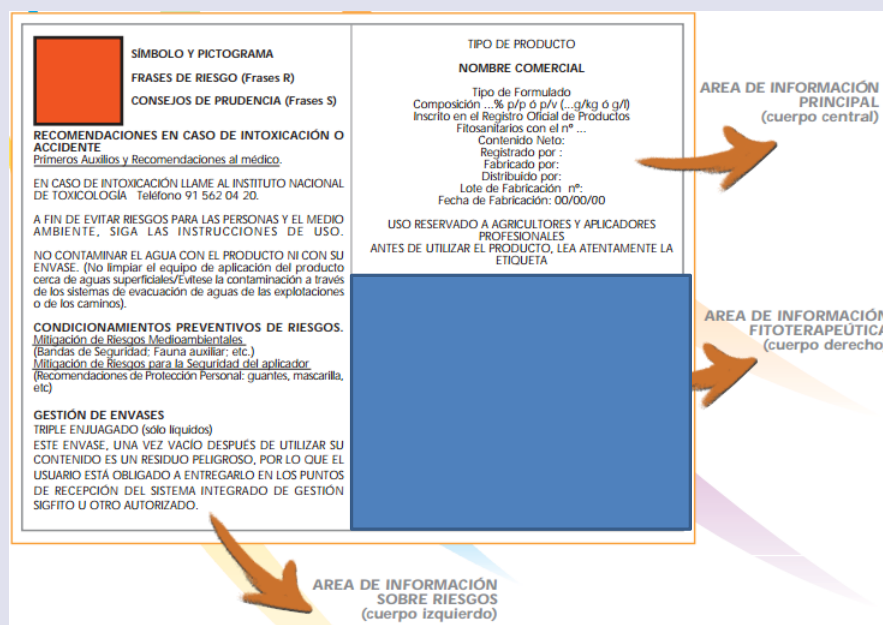 SÍMBOLO Y PICTOGRAMA
FRASES DE RIESGO (Frases R)
CONSEJOS DE PRUDENCIA (Frases S)
RECOMENDACIONES EN CASO DE INTOXICACIÓN O
ACCIDENTE
Primeros Auxilios y Recomendaciones al médico.
EN CASO DE INTOXICACIÓN LLAME AL INSTITUTO NACIONAL
DE TOXICOLOGÍA Teléfono 91 562 04 20.
A FIN DE EVITAR RIESGOS PARA LAS PERSONAS Y EL MEDIO
AMBIENTE, SIGA LAS INSTRUCCIONES DE USO.
NO CONTAMINAR EL AGUA CON EL PRODUCTO NI CON SU
ENVASE. (No limpiar el equipo de aplicación del producto
cerca de aguas superficiales/Evítese la contaminación a través
de los sistemas de evacuación de aguas de las explotaciones
o de los caminos).
CONDICIONAMIENTOS PREVENTIVOS DE RIESGOS.
Mitigación de Riesgos Medioambientales
(Bandas de Seguridad; Fauna auxiliar; etc.)
Mitigación de Riesgos para la Seguridad del aplicador
(Recomendaciones de Protección Personal: guantes, mascarilla,
etc)
GESTIÓN DE ENVASES
TRIPLE ENJUAGADO (sólo líquidos)
ESTE ENVASE, UNA VEZ VACÍO DESPUÉS DE UTILIZAR SU
CONTENIDO ES UN RESIDUO PELIGROSO, POR LO QUE EL
USUARIO ESTÁ OBLIGADO A ENTREGARLO EN LOS PUNTOS
DE RECEPCIÓN DEL SISTEMA INTEGRADO DE GESTIÓN
SIGFITO U OTRO AUTORIZADO.
TIPO DE PRODUCTO
NOMBRE COMERCIAL
Tipo de Formulado
Composición ...% p/p ó p/v (...g/kg ó g/l)
Inscrito en el Registro Oficial de Productos
Fitosanitarios con el nº ...
Contenido Neto:
Registrado por :
Fabricado por:
Distribuido por:
Lote de Fabricación nº:
Fecha de Fabricación: 00/00/00
USO RESERVADO A AGRICULTORES Y APLICADORES
PROFESIONALES
ANTES DE UTILIZAR EL PRODUCTO, LEA ATENTAMENTE LA
ETIQUETA
AREA DE INFORMACIÓN
PRINCIPAL
(cuerpo central)
AREA DE INFORMACIÓN
FITOTERAPEÚTICA
(cuerpo derecho
AREA DE INFORMACIÓN
SOBRE RIESGOS
(cuerpo izquierdo)